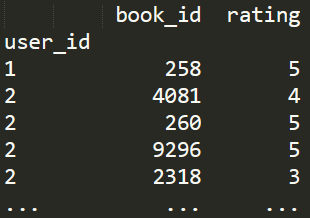 book_id rating
user_id
1 258 5
2 4081 4
2 260 5
2 9296 5
2 2318 3
... ... ...